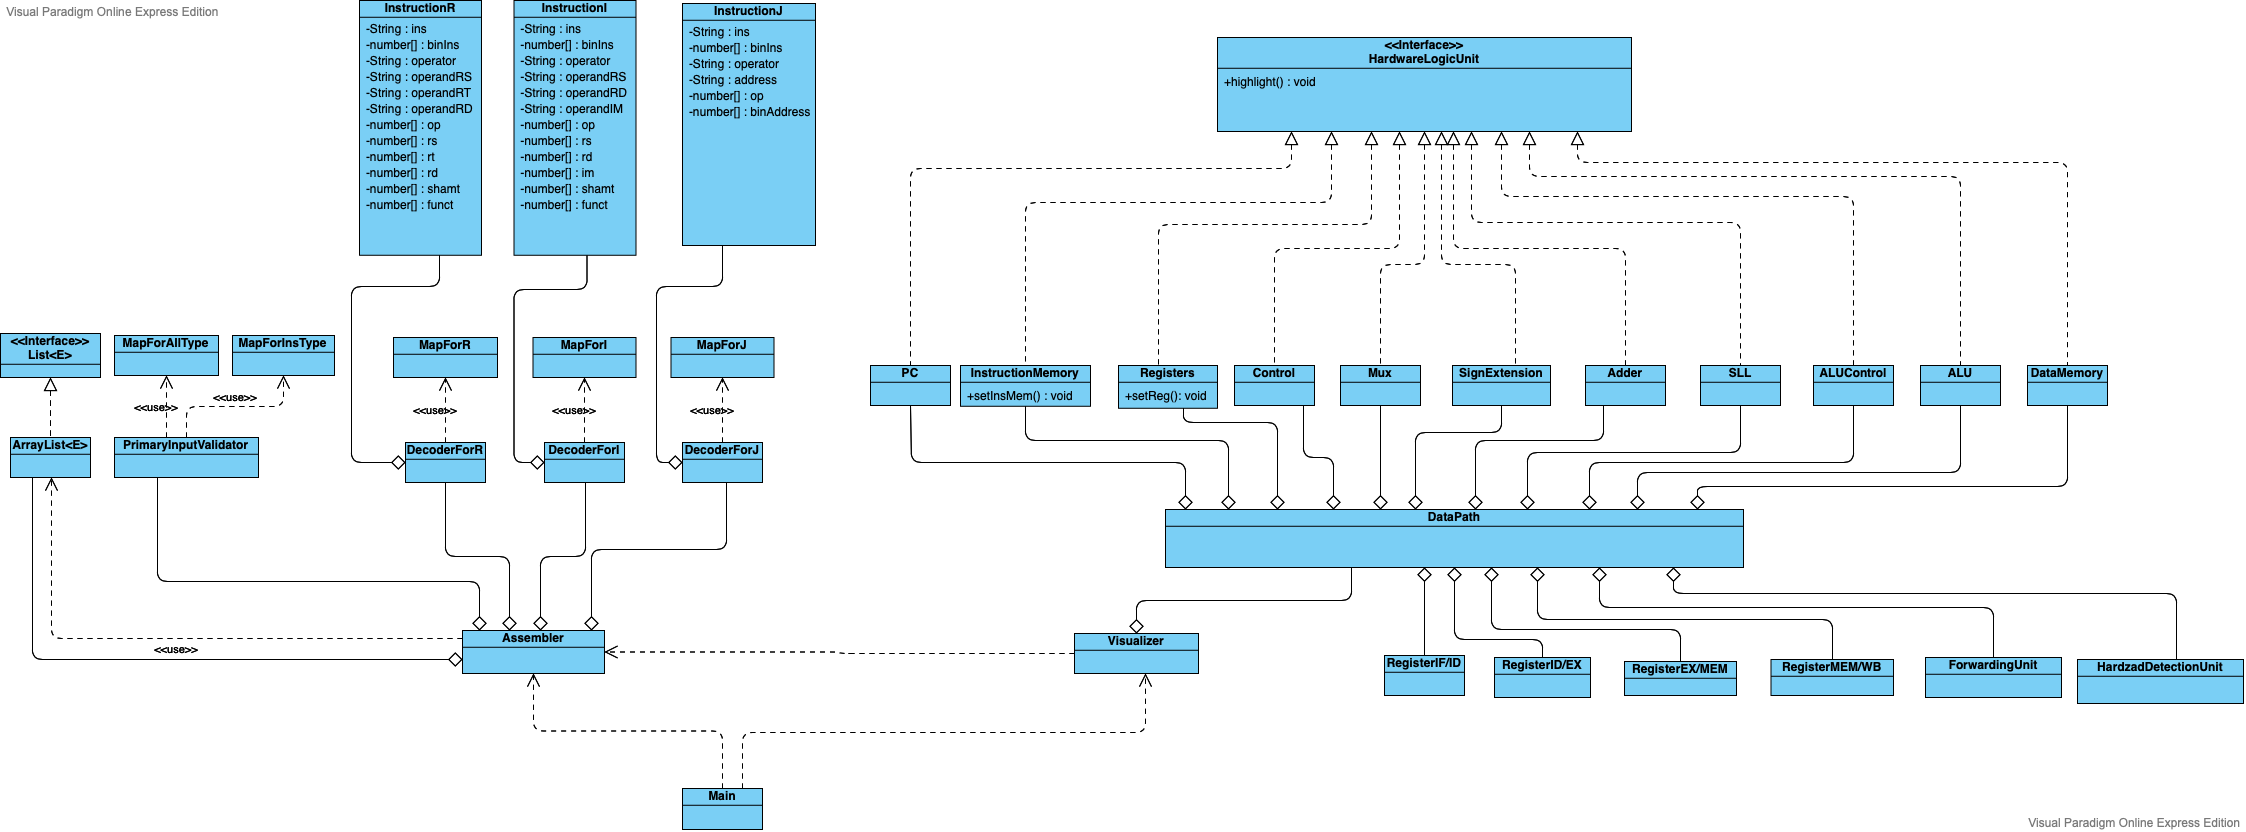 Visual Paradigm Online Express Edition
InstructionR
-String : ins
-number[] : binIns
-String : operator
-String : operandRS
-String : operandRT
-String : operandRD
-number[] : op
-number[] : rs
-number[] : rt
-number[] : rd
-number[] : shamt
-number[] : funct
InstructionI
-String : ins
-number[] : binIns
-String : operator
-String : operandRS
-String : operandRD
-String : operandIM
-number[] : op
-number[] : rs
-number[] : rd
-number[] : im
-number[] : shamt
-number[] : funct
InstructionJ
-String : ins
-number[] : binIns
-String : operator
-String : address
-number[] : op
-number[] : binAddress
<<Interface>>
HardwareLogicUnit
+highlight() : void
<<Interface>>
List<E>
MapForAllType
MapForInsType
MapForR
MapForI
MapForJ
<<use>>
<<use>>
<<use>>
<<use>>
<<use>>
PC
InstructionMemory
+setInsMem() : void
Registers
+setReg(): void
Control
Mux
SignExtension
Adder
SLL
ALUControl
ALU
DataMemory
ArrayList<E>
PrimaryInputValidator
DecoderForR
DecoderForI
DecoderForJ
DataPath
Assembler
<<use>>
Visualizer
RegisterIF/ID
RegisterID/EX
RegisterEX/MEM
RegisterMEM/WB
ForwardingUnit
HardzadDetectionUnit
Main
Visual Paradigm Online Express Edition